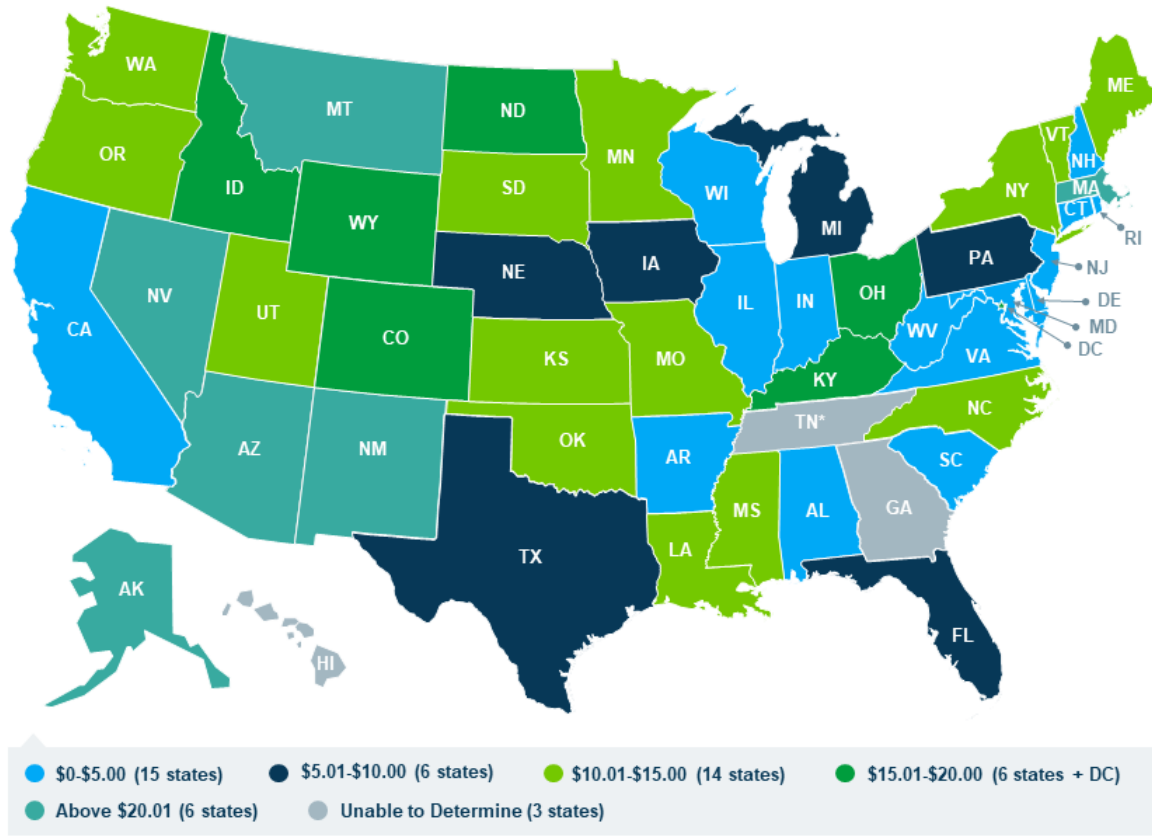 WA
MT
ND
MN
ME
OR
ID
SD
WI
VT
NH
NY
MA
CT
RI
WY
MI
NE
IA
PA
NJ
NV
UT
CO
IL
IN
OH
DE
MD
DC
CA
KS
MO
WV
VA
KY
AZ
NM
OK
AR
TN*
NC
SC
MS
AL
GA
LA
TX
AK
HI
FL
$0-$5.00 (15 states)
$5.01-$10.00 (6 states)
$10.01-$15.00 (14 states)
$15.01-$20.00 (6 states + DC)
Above $20.01 (6 states)
Unable to Determine (3 states)